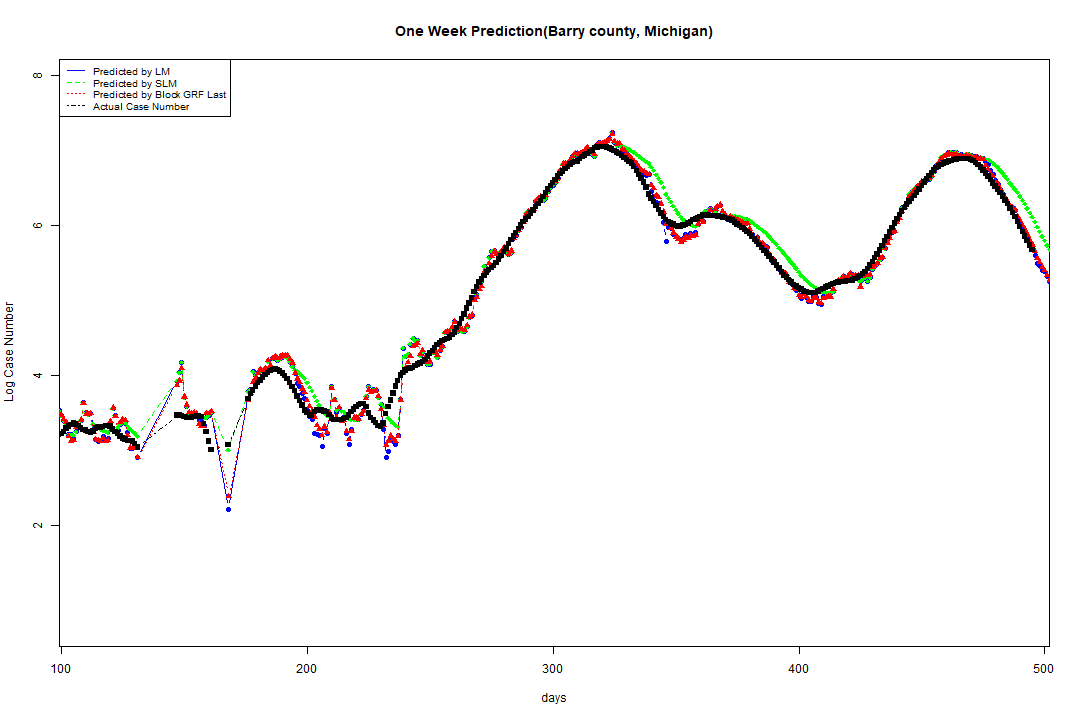 One Week Prediction(Barry county, Michigan)
Predicted by LM
Predicted by SLM
Predicted by Block GRF Last
Actual Case Number
8
6
4
2
Log Case Number
100 200 300 400 500
days